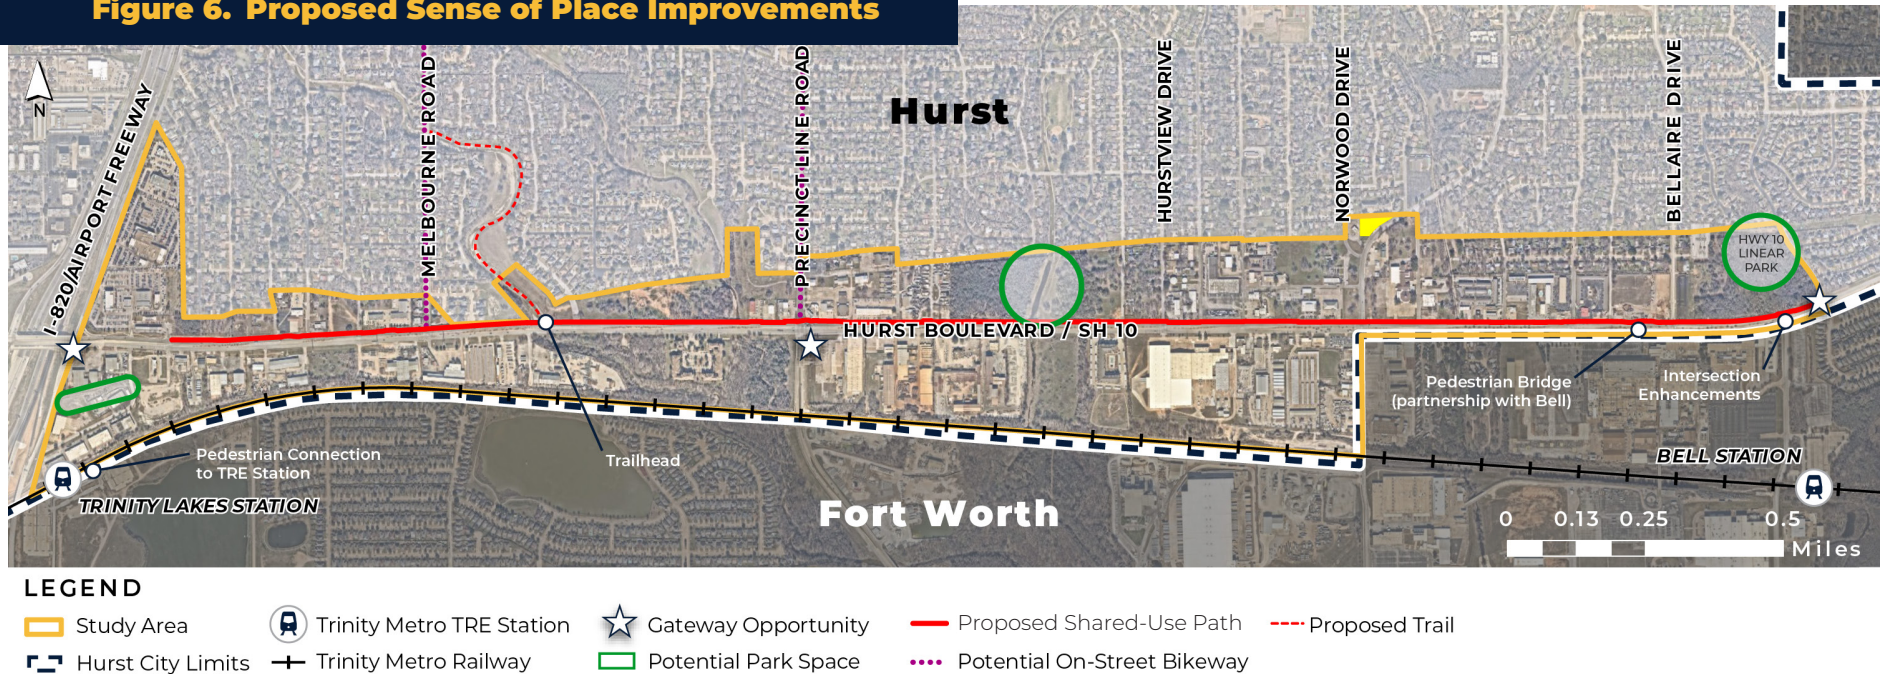 Figure 6. Proposed Sense of Place Improvements
N
I-820/AIRPORT FREEWAY
MELBOURNE ROAD
PRECINCT LINE ROAD
Hurst
HURSTVIEW DRIVE
NORWOOD DRIVE
BELLAIRE DRIVE
HWY 10
LINEAR
PARK
HURST BOULEVARD / SH 10
Pedestrian Bridge
(partnership with Bell)
Intersection
Enhancements
Pedestrian Connection
to TRE Station
Trailhead
BELL STATION
TRINITY LAKES STATION
Fort Worth
0 0.13 0.25 0.5
Miles
LEGEND
Study Area
Trinity Metro TRE Station
Gateway Opportunity
Proposed Shared-Use Path
Proposed Trail
Hurst City Limits
Trinity Metro Railway
Potential Park Space
Potential On-Street Bikeway